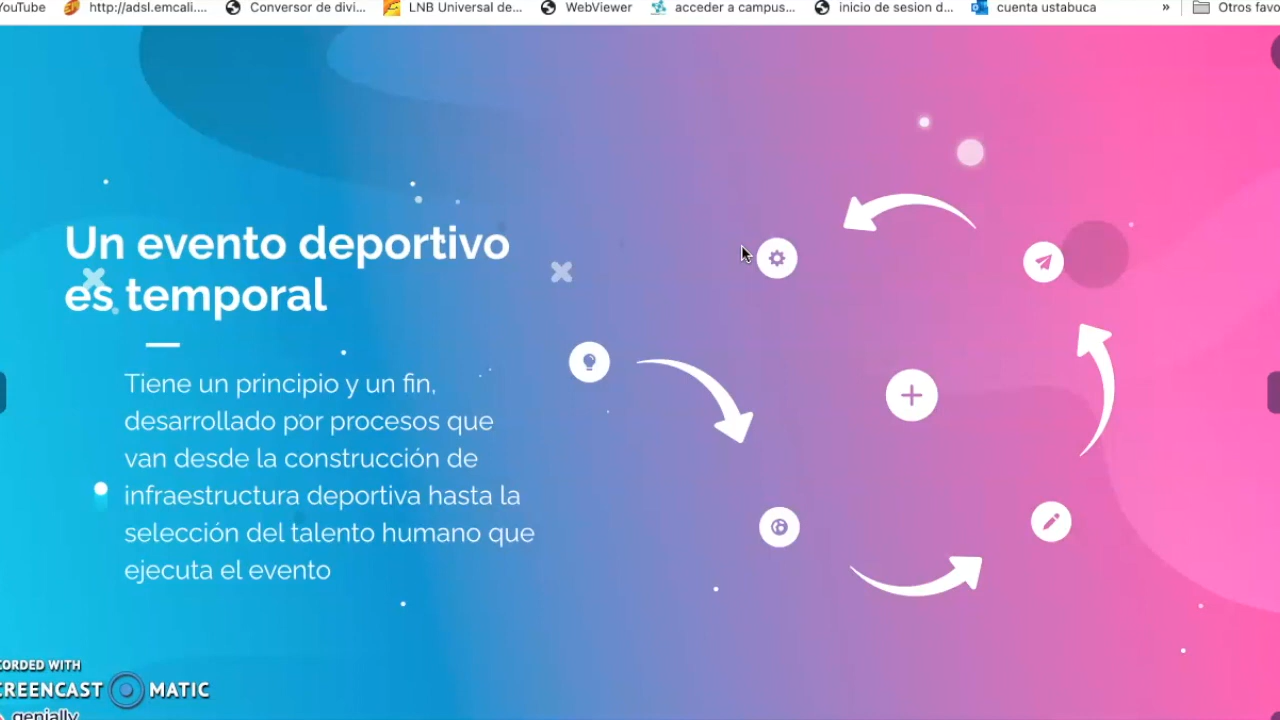 YouTube
http://adsl.emcali....
Conversor de divi...
LNB Universal de...
WebViewer
acceder a campus...
inicio de sesion d...
cuenta ustabuca
»
Otros favo
Un evento deportivo
es temporal
Tiene un principio y un fin,
desarrollado por procesos que
van desde la construcción de
infraestructura deportiva hasta la
selección del talento humano que
ejecuta el evento
CORDED WITH
CREENCAST MATIC
genially